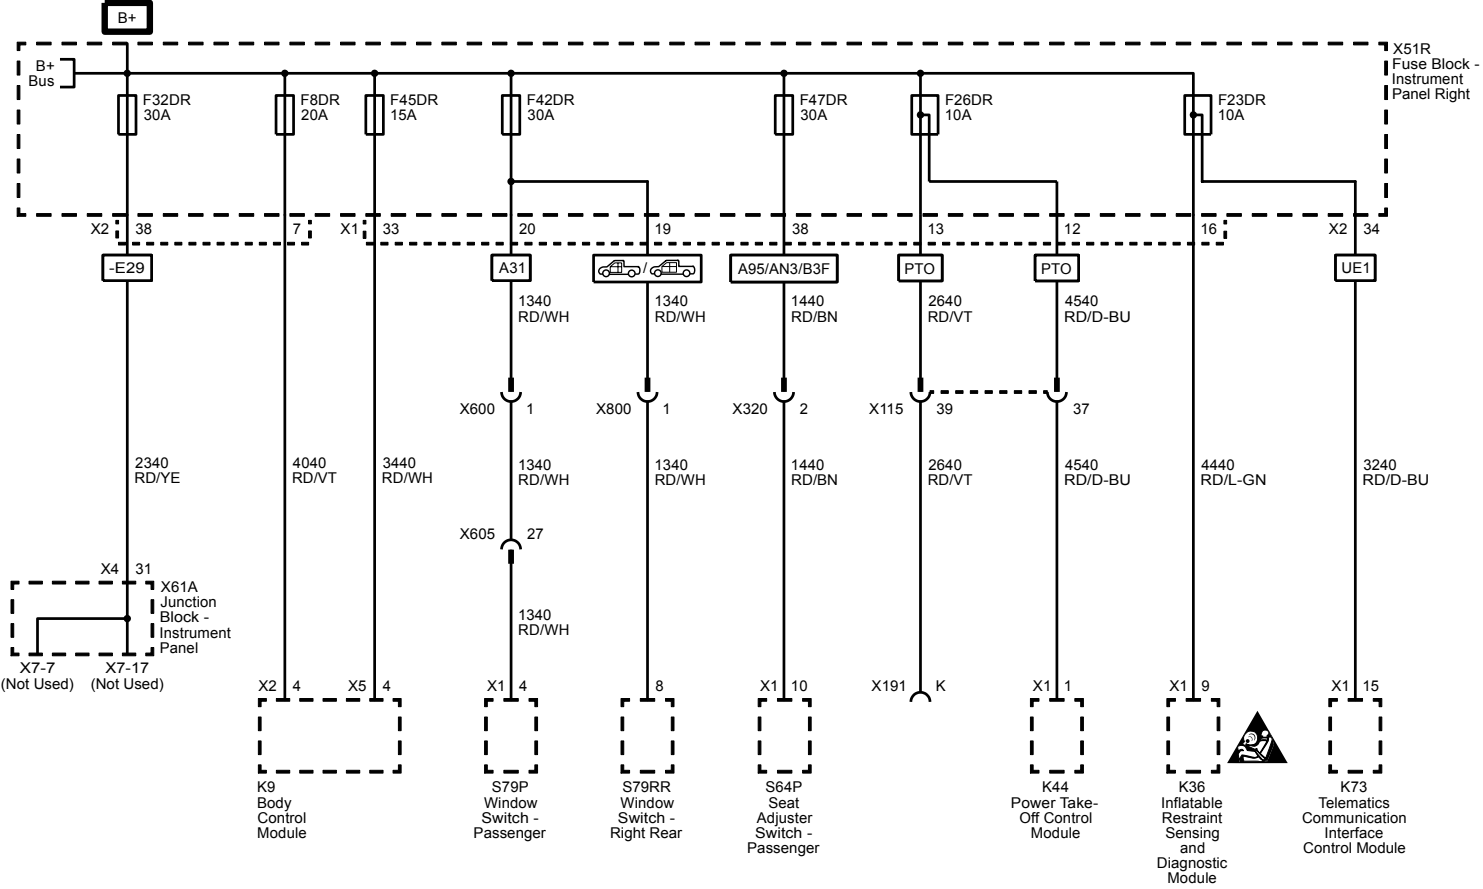 B+
X51R
Fuse Block -
Instrument
Panel Right
B+
Bus
F32DR
30A
F8DR
20A
F45DR
15A
F42DR
30A
F47DR
30A
F26DR
10A
F23DR
10A
X2 38 7 X1 33 20 19 38 13 12 16 X2 34
-E29 A31 / A95/AN3/B3F PTO PTO UE1
1340
RD/WH
1340
RD/WH
1440
RD/BN
2640
RD/VT
4540
RD/D-BU
X600 1 X800 1 X320 2 X115 39 37
2340
RD/YE
4040
RD/VT
3440
RD/WH
1340
RD/WH
1340
RD/WH
1440
RD/BN
2640
RD/VT
4540
RD/D-BU
4440
RD/L-GN
3240
RD/D-BU
X605 27
X4 31
X61A
Junction
Block -
Instrument
Panel
1340
RD/WH
X7-7
(Not Used)
X7-17
(Not Used)
X2 4 X5 4 X1 4 8 X1 10 X191 K X1 1 X1 9 X1 15
K9
Body
Control
Module
S79P
Window
Switch -
Passenger
S79RR
Window
Switch -
Right Rear
S64P
Seat
Adjuster
Switch -
Passenger
K44
Power Take-
Off Control
Module
K36
Inflatable
Restraint
Sensing
and
Diagnostic
Module
K73
Telematics
Communication
Interface
Control Module